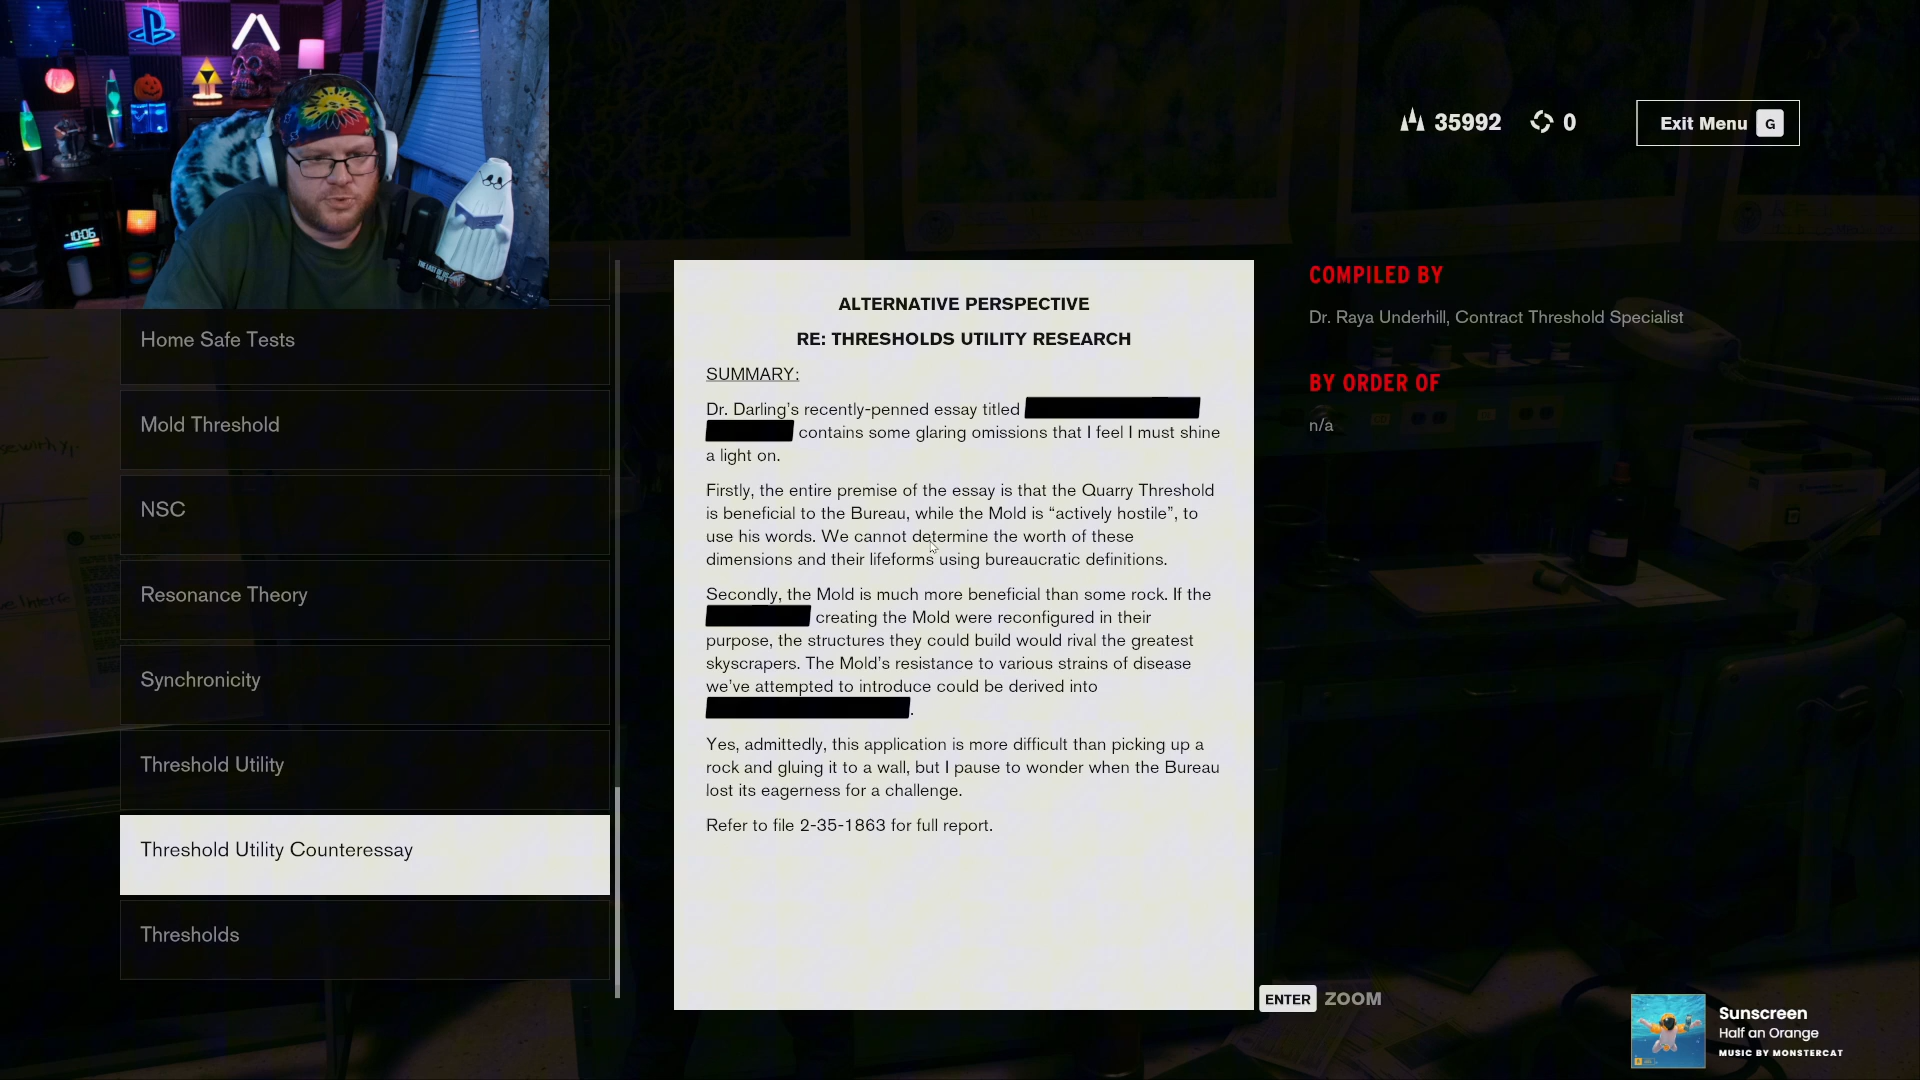 35992
0
Exit Menu G
-10:06
Home Safe Tests
Mold Threshold
NSC
Resonance Theory
Synchronicity
Threshold Utility
Threshold Utility Counteressay
Thresholds
ALTERNATIVE PERSPECTIVE
RE: THRESHOLDS UTILITY RESEARCH
SUMMARY:
Dr. Darling's recently-penned essay titled
contains some glaring omissions that I feel I must shine
a light on.
Firstly, the entire premise of the essay is that the Quarry Threshold
is beneficial to the Bureau, while the Mold is “actively hostile”, to
use his words. We cannot determine the worth of these
dimensions and their lifeforms using bureaucratic definitions.
Secondly, the Mold is much more beneficial than some rock. If the
creating the Mold were reconfigured in their
purpose, the structures they could build would rival the greatest
skyscrapers. The Mold's resistance to various strains of disease
we've attempted to introduce could be derived into
.
Yes, admittedly, this application is more difficult than picking up a
rock and gluing it to a wall, but I pause to wonder when the Bureau
lost its eagerness for a challenge.
Refer to file 2-35-1863 for full report.
COMPILED BY
Dr. Raya Underhill, Contract Threshold Specialist
BY ORDER OF
n/a
ENTER ZOOM
Sunscreen
Half an Orange
MUSIC BY MONSTERCAT